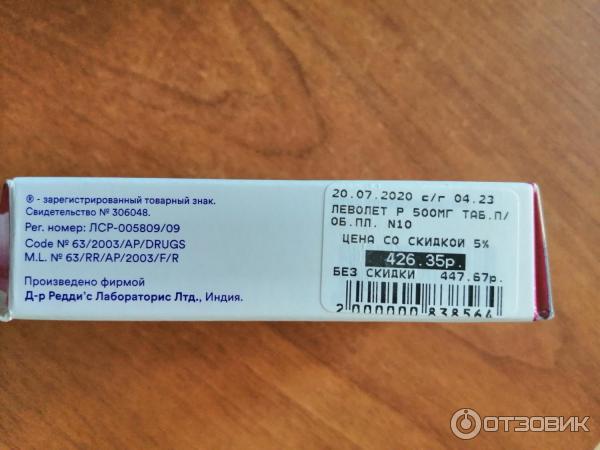 ® - зарегистрированный товарный знак.
Свидетельство № 306048.
Рег. номер: ЛСР-005809/09
Code № 63/2003/AP/DRUGS
M.L. № 63/RR/AP/2003/F/R
Произведено фирмой
Д-р Редди'с Лабораторис Лтд., Индия.
20.07.2020 с/г 04.23
ЛЕВОЛЕТ Р 500МГ ТАБ.П/
ОБ.ПЛ. N10
ЦЕНА СО СКИДКОЙ 5%
426.35р.
БЕЗ СКИДКИ 447.67р.
2000000838564
ОТЗОВИК